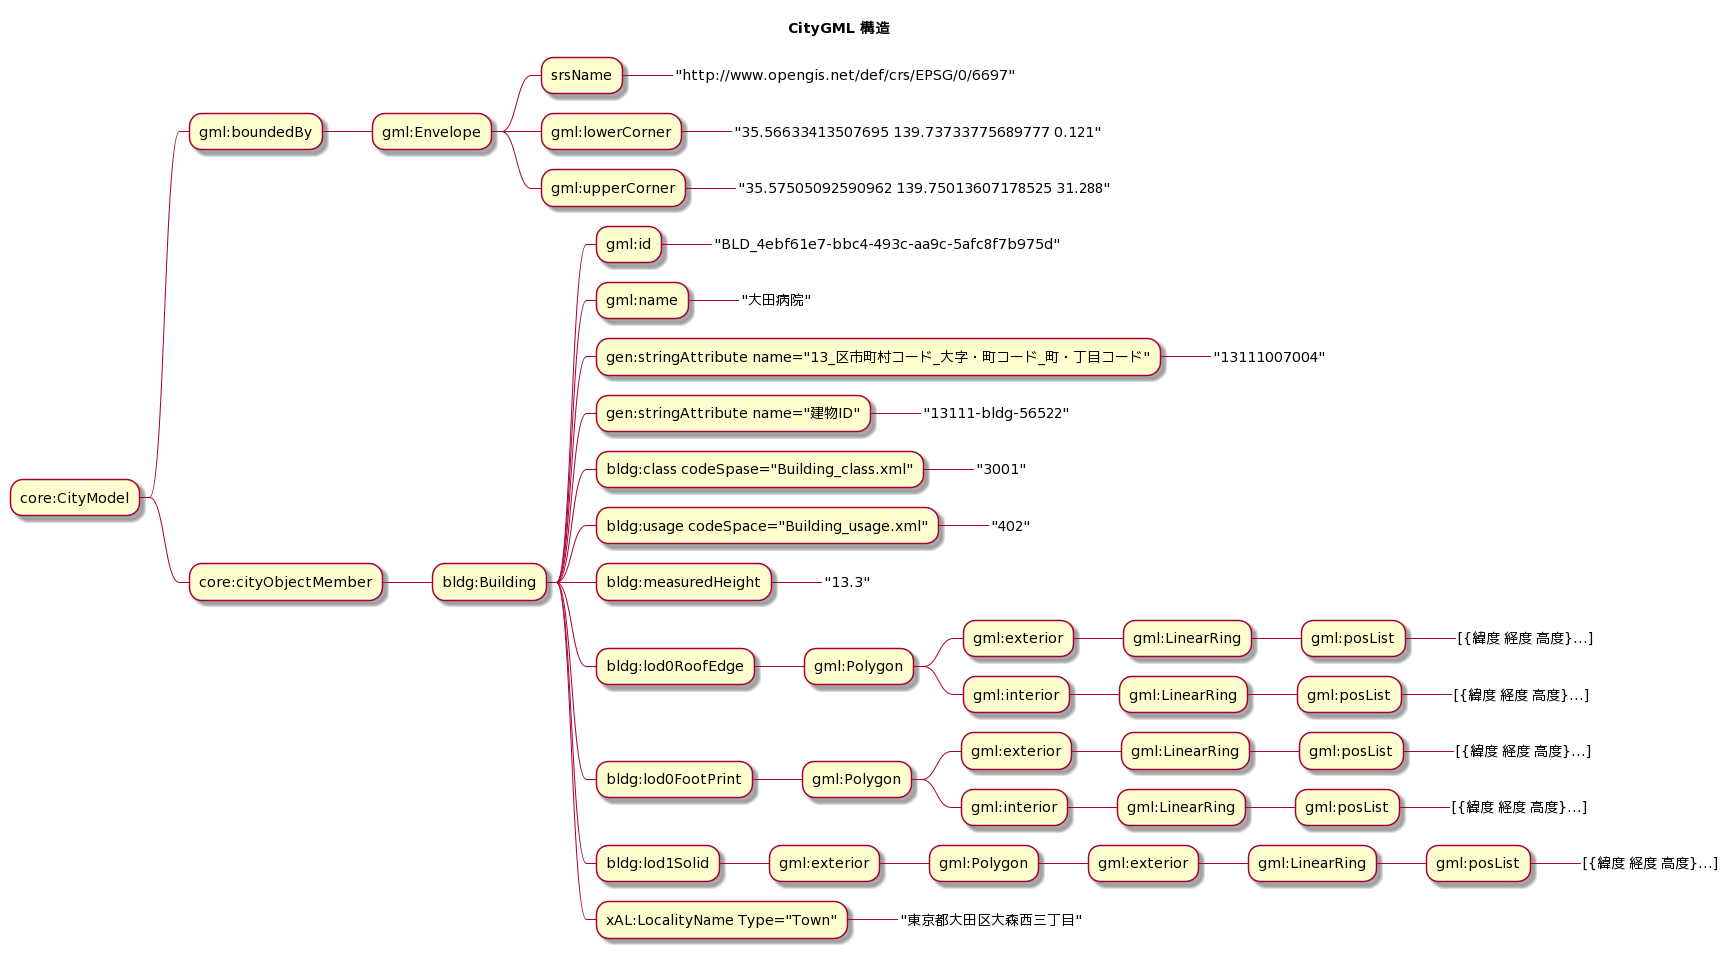 CityGML 構造
core:CityModel
gml:boundedBy
gml:Envelope
srsName
"http://www.opengis.net/def/crs/EPSG/0/6697"
gml:lowerCorner
"35.56633413507695 139.73733775689777 0.121"
gml:upperCorner
"35.57505092590962 139.75013607178525 31.288"
core:cityObjectMember
bldg:Building
gml:id
"BLD_4ebf61e7-bbc4-493c-aa9c-5afc8f7b975d"
gml:name
"大田病院"
gen:stringAttribute name="13_区市町村コード_大字・町コード_町・丁目コード"
"13111007004"
gen:stringAttribute name="建物ID"
"13111-bldg-56522"
bldg:class codeSpase="Building_class.xml"
"3001"
bldg:usage codeSpace="Building_usage.xml"
"402"
bldg:measuredHeight
"13.3"
bldg:lod0RoofEdge
gml:Polygon
gml:exterior
gml:LinearRing
gml:posList
[{緯度 経度 高度}...]
gml:interior
gml:LinearRing
gml:posList
[{緯度 経度 高度}...]
bldg:lod0FootPrint
gml:Polygon
gml:exterior
gml:LinearRing
gml:posList
[{緯度 経度 高度}...]
gml:interior
gml:LinearRing
gml:posList
[{緯度 経度 高度}...]
bldg:lod1Solid
gml:exterior
gml:Polygon
gml:exterior
gml:LinearRing
gml:posList
[{緯度 経度 高度}...]
xAL:LocalityName Type="Town"
"東京都大田区大森西三丁目"